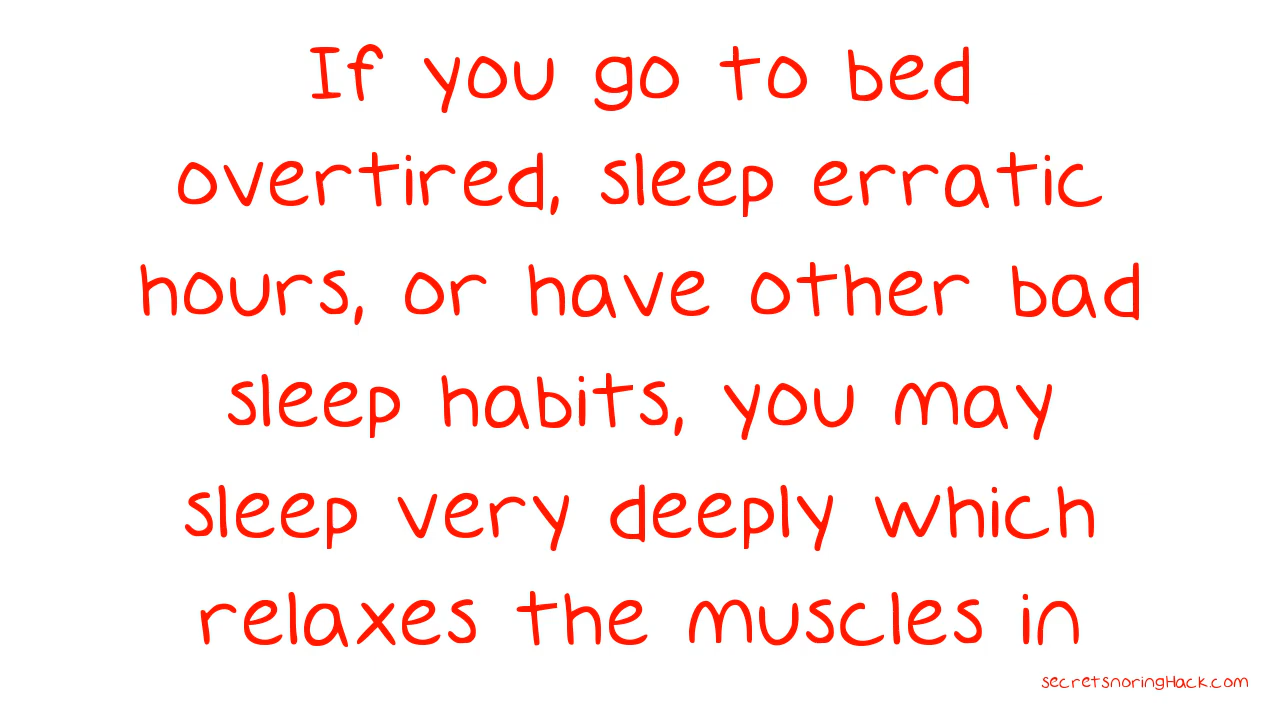 If you go to bed
overtired, sleep erratic
hours, or have other bad
sleep habits, you may
sleep very deeply which
relaxes the muscles in
secretsnoringHack.com